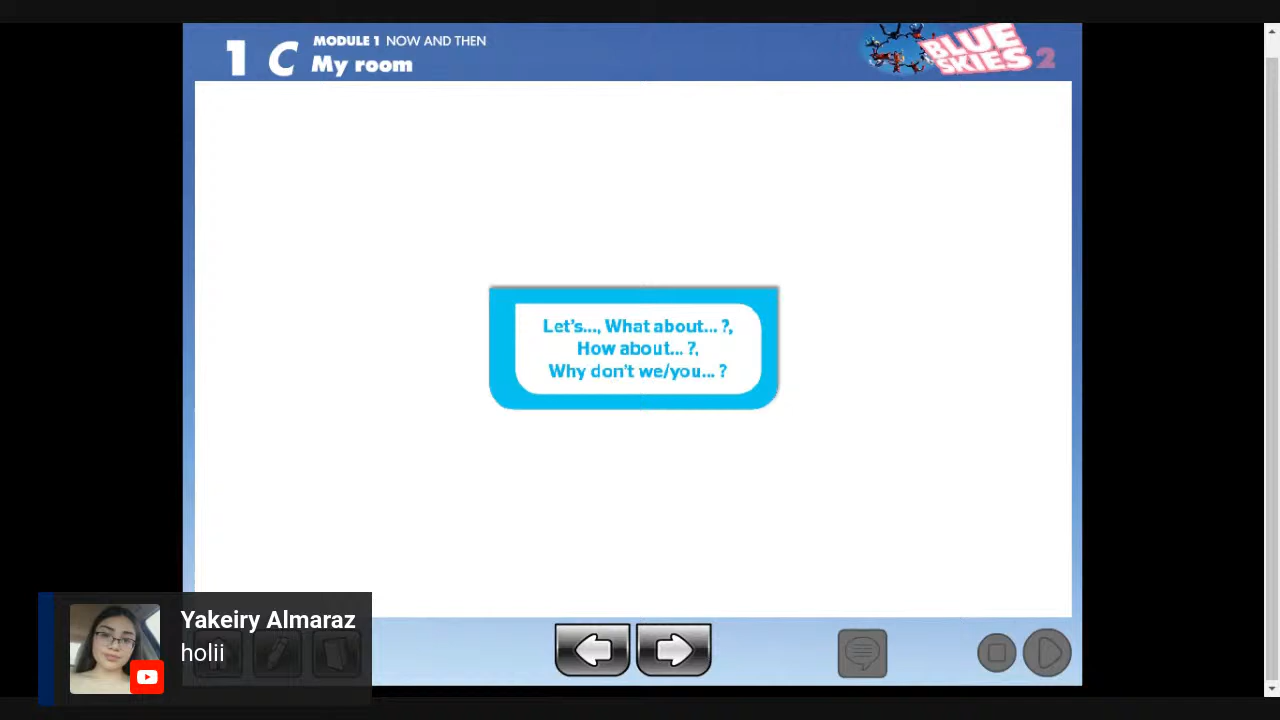 1 C
MODULE 1 NOW AND THEN
My room
BLUE
SKIES 2
Let's..., What about... ?,
How about... ?,
Why don't we/you... ?
Yakeiry Almaraz
holii